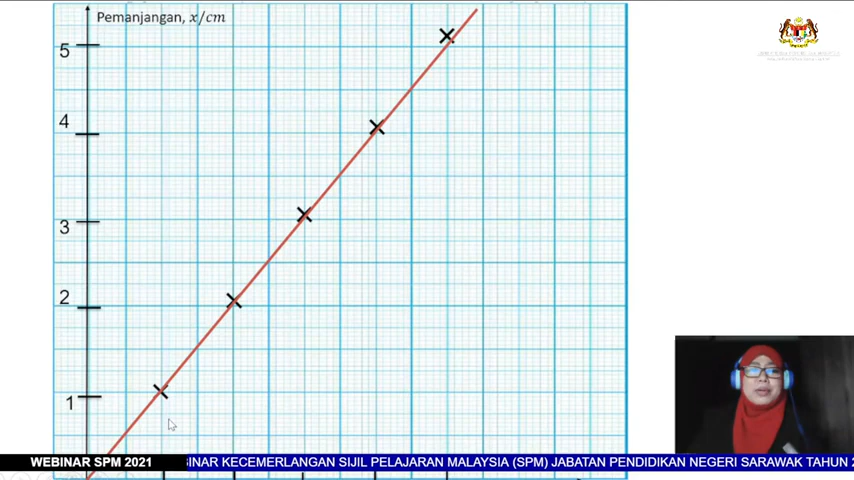 Pemanjangan, x/cm
5
4
3
2
1
WEBINAR SPM 2021
INAR KECEMERLANGAN SIJIL PELAJARAN MALAYSIA (SPM) JABATAN PENDIDIKAN NEGERI SARAWAK TAHUN